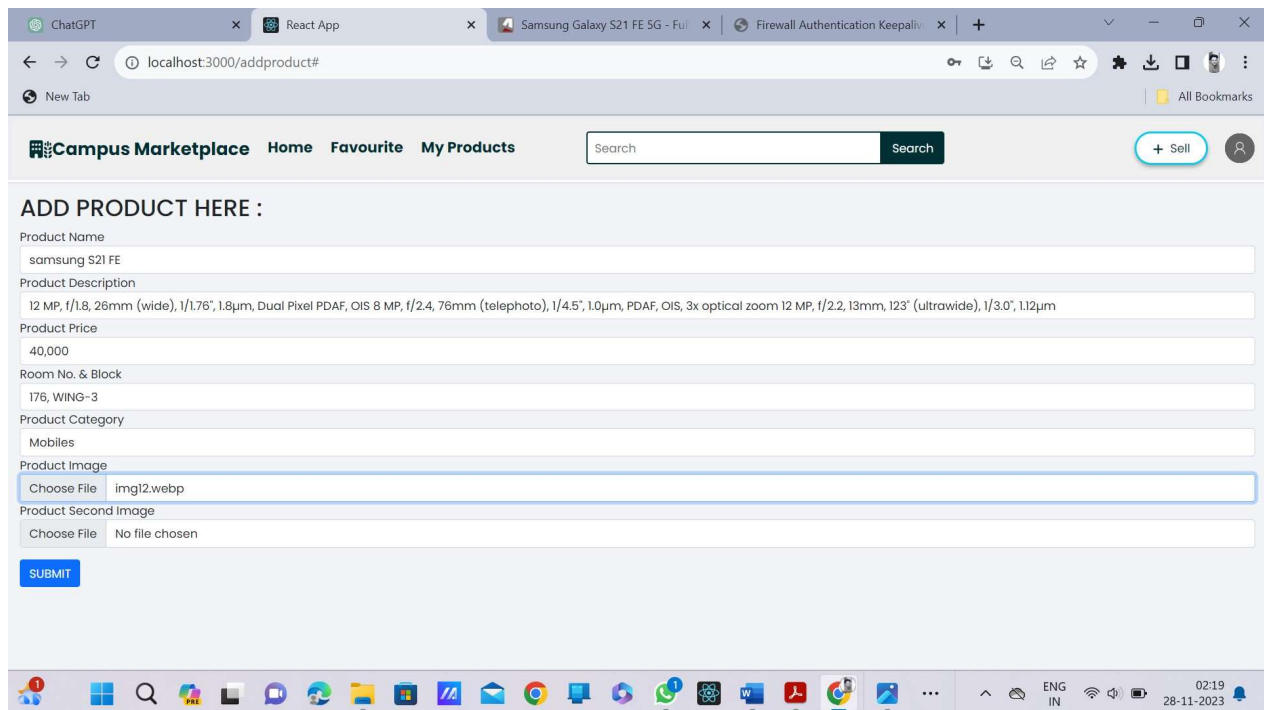 ChatGPT
React App
Samsung Galaxy S21 FE 5G - Ful
Firewall Authentication Keepaliv
localhost:3000/addproduct#
New Tab
All Bookmarks
Campus Marketplace Home Favourite My Products Search Search + Sell
ADD PRODUCT HERE :
Product Name
samsung S21 FE
Product Description
12 MP, f/1.8, 26mm (wide), 1/1.76", 1.8µm, Dual Pixel PDAF, OIS 8 MP, f/2.4, 76mm (telephoto), 1/4.5", 1.0µm, PDAF, OIS, 3x optical zoom 12 MP, f/2.2, 13mm, 123˚ (ultrawide), 1/3.0", 1.12µm
Product Price
40,000
Room No. & Block
176, WING-3
Product Category
Mobiles
Product Image
Choose File img12.webp
Product Second Image
Choose File No file chosen
SUBMIT
1
PRE
1
ENG
IN
02:19
28-11-2023